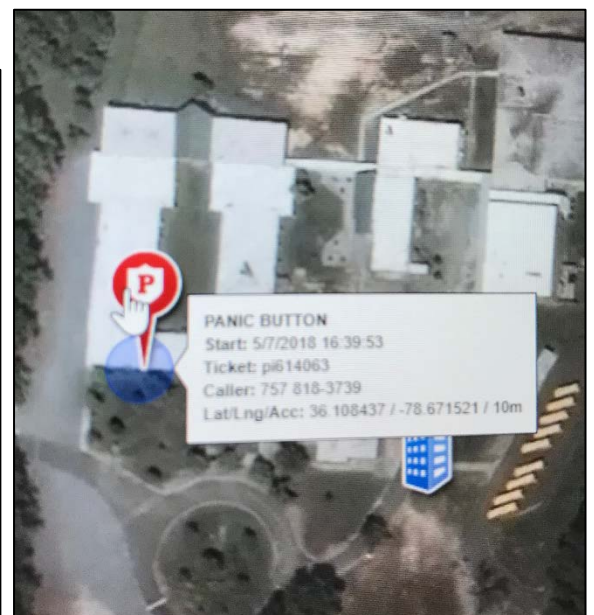 P
PANIC BUTTON
Start: 5/7/2018 16:39:53
Ticket: pi614063
Caller: 757 818-3739
Lat/Lng/Acc: 36.108437 / -78.671521 / 10m